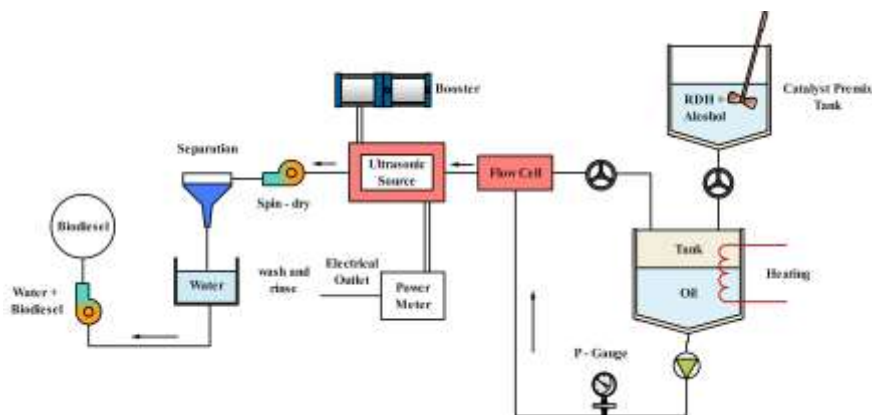 Booster
RDH +
Alcohol
Catalyst Premix
Tank
Separation
Ultrasonic
Source
Flow Cell
Spin - dry
Biodiesel
Tank
Heating
Oil
Water
wash and
rinse
Electrical
Outlet
Power
Meter
Water +
Biodiesel
P - Gauge